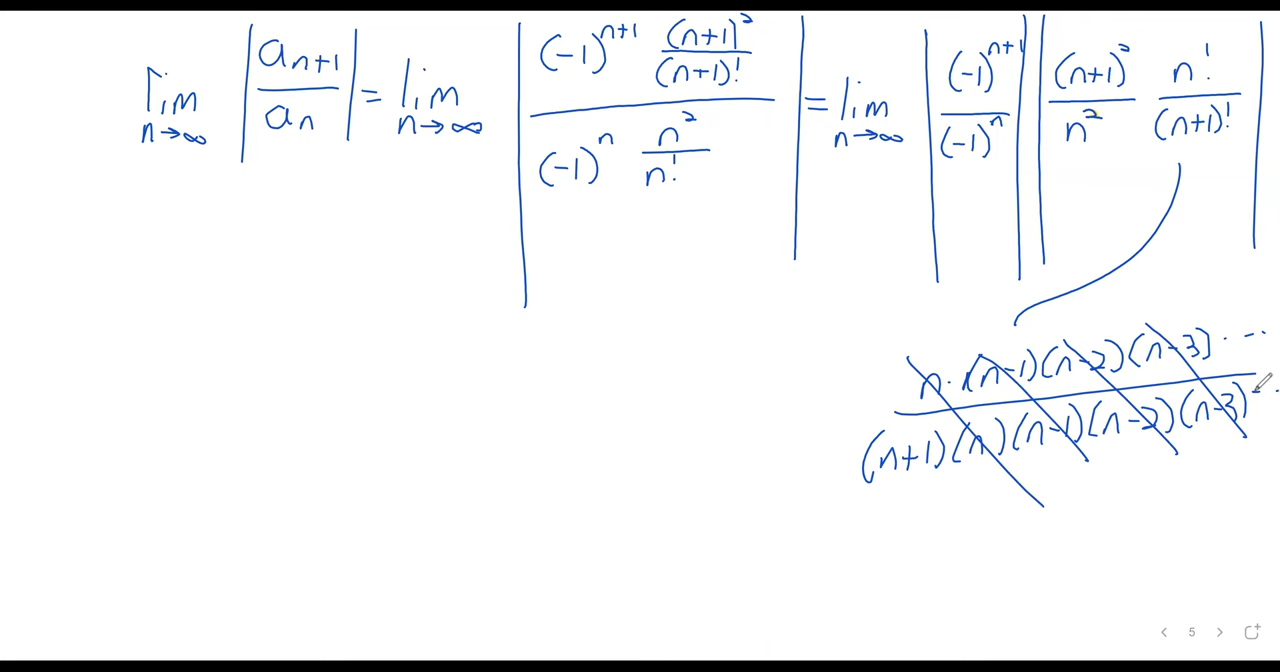 lim n→∞ |a_{n+1} / a_n| = lim n→∞ |((-1)^{n+1} (n+1)^2 / (n+1)!) / ((-1)^n n^2 / n!)| = lim n→∞ |(-1)^{n+1} / (-1)^n| |(n+1)^2 / n^2 n! / (n+1)!|
n·(n-1)(n-2)(n-3)···
(n+1)(n)(n-1)(n-2)(n-3)···
< 5 >